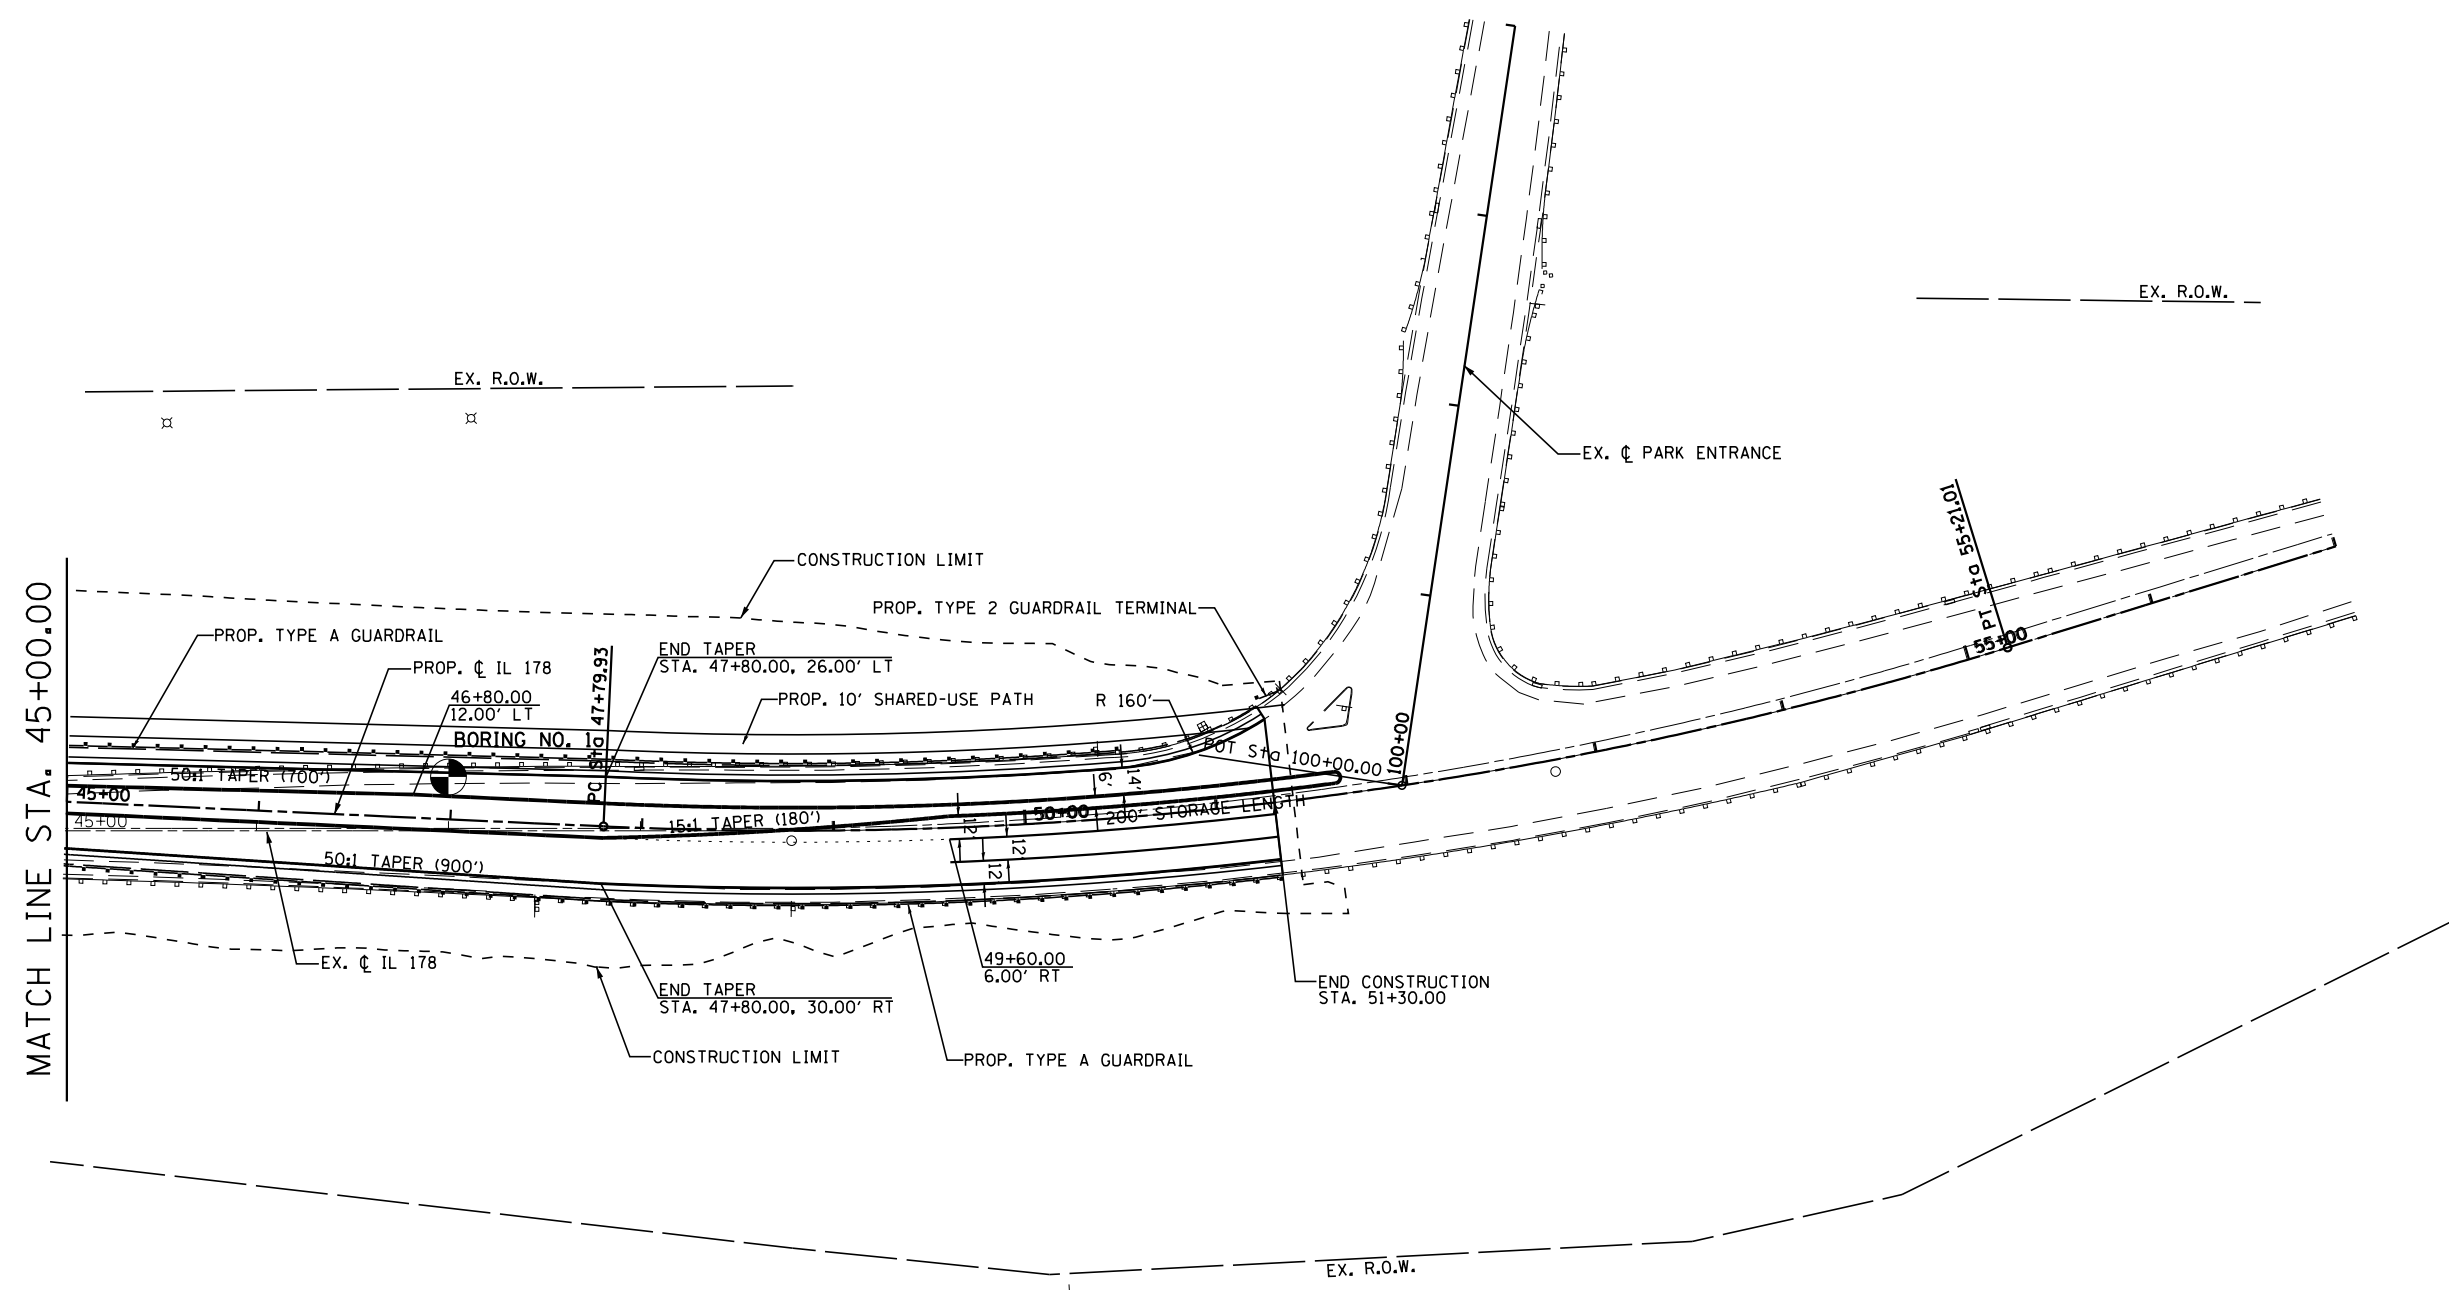 EX. R.O.W.
EX. R.O.W.
EX. ℄ PARK ENTRANCE
PT Sta 55+21.01
55+00
MATCH LINE STA. 45+00.00
CONSTRUCTION LIMIT
PROP. TYPE 2 GUARDRAIL TERMINAL
PROP. TYPE A GUARDRAIL
PROP. ℄ IL 178
46+80.00
12.00' LT
BORING NO. 1
PC Sta 47+79.93
END TAPER
STA. 47+80.00, 26.00' LT
PROP. 10' SHARED-USE PATH
R 160'
POT Sta 100+00.00
100+00
50:1 TAPER (700')
45+00
45+00
15:1 TAPER (180')
50+00
200' STORAGE LENGTH
6'
14'
12'
12'
12'
50:1 TAPER (900')
EX. ℄ IL 178
END TAPER
STA. 47+80.00, 30.00' RT
49+60.00
6.00' RT
END CONSTRUCTION
STA. 51+30.00
CONSTRUCTION LIMIT
PROP. TYPE A GUARDRAIL
EX. R.O.W.